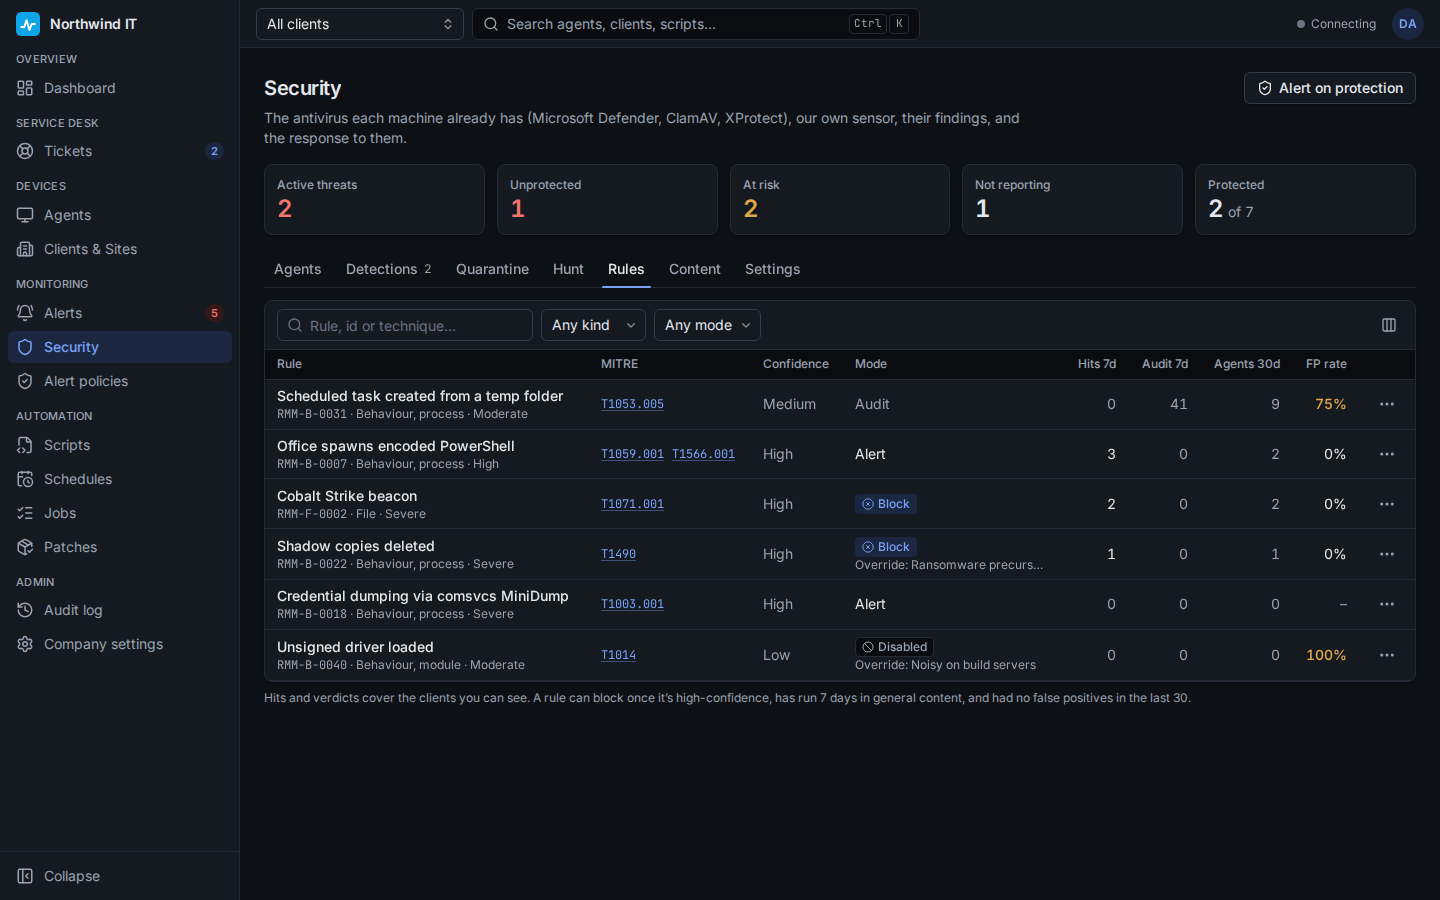 Northwind IT
All clients
Search agents, clients, scripts...
Ctrl K
Connecting
DA
OVERVIEW
Dashboard
SERVICE DESK
Tickets 2
DEVICES
Agents
Clients & Sites
MONITORING
Alerts 5
Security
Alert policies
AUTOMATION
Scripts
Schedules
Jobs
Patches
ADMIN
Audit log
Company settings
Collapse
Security
Alert on protection
The antivirus each machine already has (Microsoft Defender, ClamAV, XProtect), our own sensor, their findings, and
the response to them.
Active threats
2
Unprotected
1
At risk
2
Not reporting
1
Protected
2 of 7
Agents Detections 2 Quarantine Hunt Rules Content Settings
Rule, id or technique... Any kind Any mode
Rule MITRE Confidence Mode Hits 7d Audit 7d Agents 30d FP rate
Scheduled task created from a temp folder
RMM-B-0031 · Behaviour, process · Moderate
T1053.005 Medium Audit 0 41 9 75%
Office spawns encoded PowerShell
RMM-B-0007 · Behaviour, process · High
T1059.001 T1566.001 High Alert 3 0 2 0%
Cobalt Strike beacon
RMM-F-0002 · File · Severe
T1071.001 High Block 2 0 2 0%
Shadow copies deleted
RMM-B-0022 · Behaviour, process · Severe
T1490 High Block 1 0 1 0%
Override: Ransomware precurs...
Credential dumping via comsvcs MiniDump
RMM-B-0018 · Behaviour, process · Severe
T1003.001 High Alert 0 0 0 –
Unsigned driver loaded
RMM-B-0040 · Behaviour, module · Moderate
T1014 Low Disabled 0 0 0 100%
Override: Noisy on build servers
Hits and verdicts cover the clients you can see. A rule can block once it's high-confidence, has run 7 days in general content, and had no false positives in the last 30.